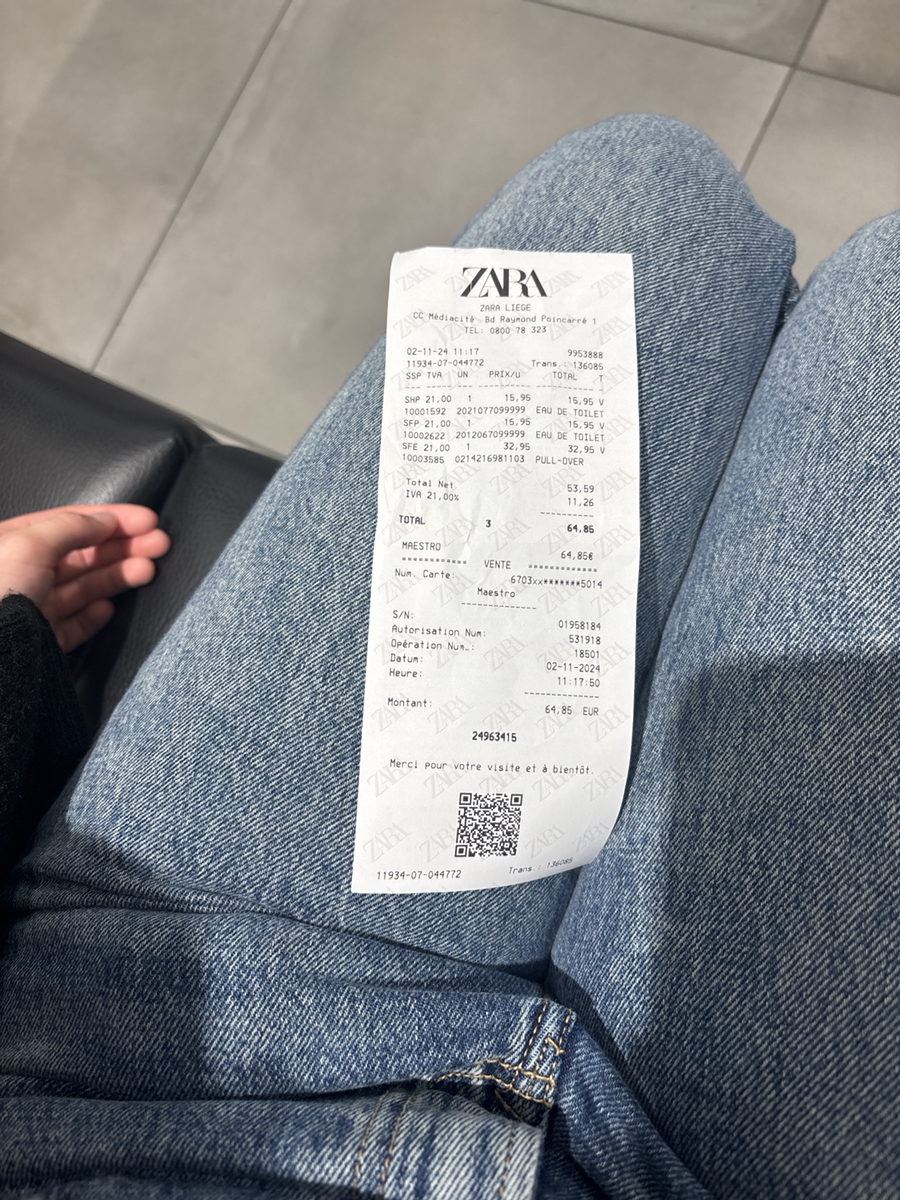 ZARA
ZARA LIEGE
CC Médiacité Bd Raymond Poincarré 1
TEL: 0800 78 323
02-11-24 11:17 9953888
11934-07-044772 Trans.: 136085
SSP TVA UN PRIX/U TOTAL T
SHP 21,00 1 15,95 15,95 V
10001592 2021077099999 EAU DE TOILET
SFP 21,00 1 15,95 15,95 V
10002622 2012067099999 EAU DE TOILET
SFE 21,00 1 32,95 32,95 V
10003585 0214216981103 PULL-OVER
Total Net 53,59
IVA 21,00% 11,26
TOTAL 3 64,85
MAESTRO 64,85€
************ VENTE *************
Num. Carte: 6703xx*******5014
Maestro
S/N: 01958184
Autorisation Num: 531918
Opération Num.: 18501
Datum: 02-11-2024
Heure: 11:17:50
Montant: 64,85 EUR
24963415
Merci pour votre visite et à bientôt.
11934-07-044772 Trans.: 136085